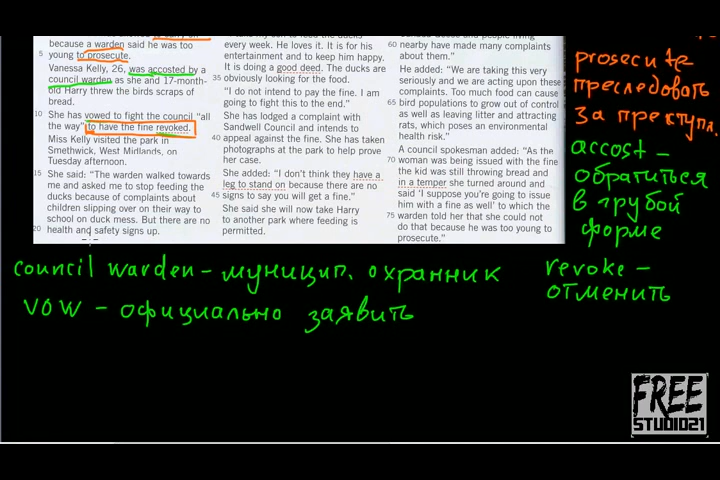 because a warden said he was too
5 young to prosecute.
Vanessa Kelly, 26, was accosted by a
council warden as she and 17-month-
old Harry threw the birds scraps of
bread.
10 She has vowed to fight the council "all
the way" to have the fine revoked.
Miss Kelly visited the park in
Smethwick, West Midlands, on
Tuesday afternoon.
15 She said: "The warden walked towards
me and asked me to stop feeding the
ducks because of complaints about
children slipping over on their way to
school on duck mess. But there are no
20 health and safety signs up.
every week. He loves it. It is for his
entertainment and to keep him happy.
It is doing a good deed. The ducks are
35 obviously looking for the food.
"I do not intend to pay the fine. I am
going to fight this to the end."
She has lodged a complaint with
Sandwell Council and intends to
40 appeal against the fine. She has taken
photographs at the park to help prove
her case.
She added: "I don't think they have a
leg to stand on because there are no
45 signs to say you will get a fine."
She said she will now take Harry
to another park where feeding is
permitted.
60 nearby have made many complaints
about them."
He added: "We are taking this very
seriously and we are acting upon these
complaints. Too much food can cause
65 bird populations to grow out of control
as well as leaving litter and attracting
rats, which poses an environmental
health risk."
A council spokesman added: "As the
70 woman was being issued with the fine
the kid was still throwing bread and
in a temper she turned around and
said 'I suppose you're going to issue
him with a fine as well' to which the
75 warden told her that she could not
do that because he was too young to
prosecute."
prosecute
преследовать
за преступл.
accost –
обратиться
в грубой
форме
council warden – муницип. охранник
revoke –
отменить
vow – официально заявить
FREE
STUDIO21